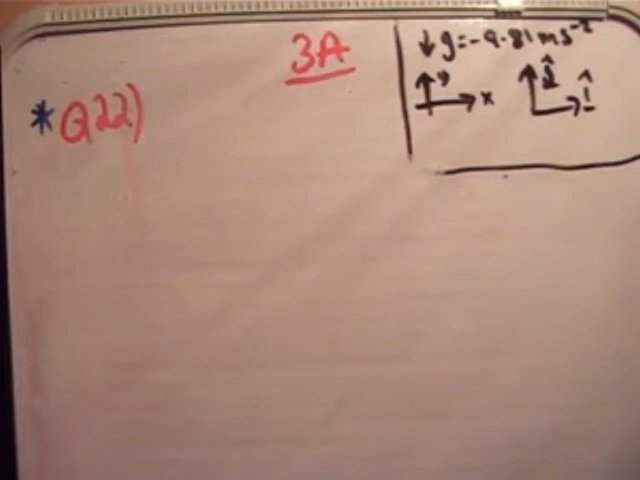 3A
* Q22)
↓g=-9.81ms⁻²
y
x
ĵ
î